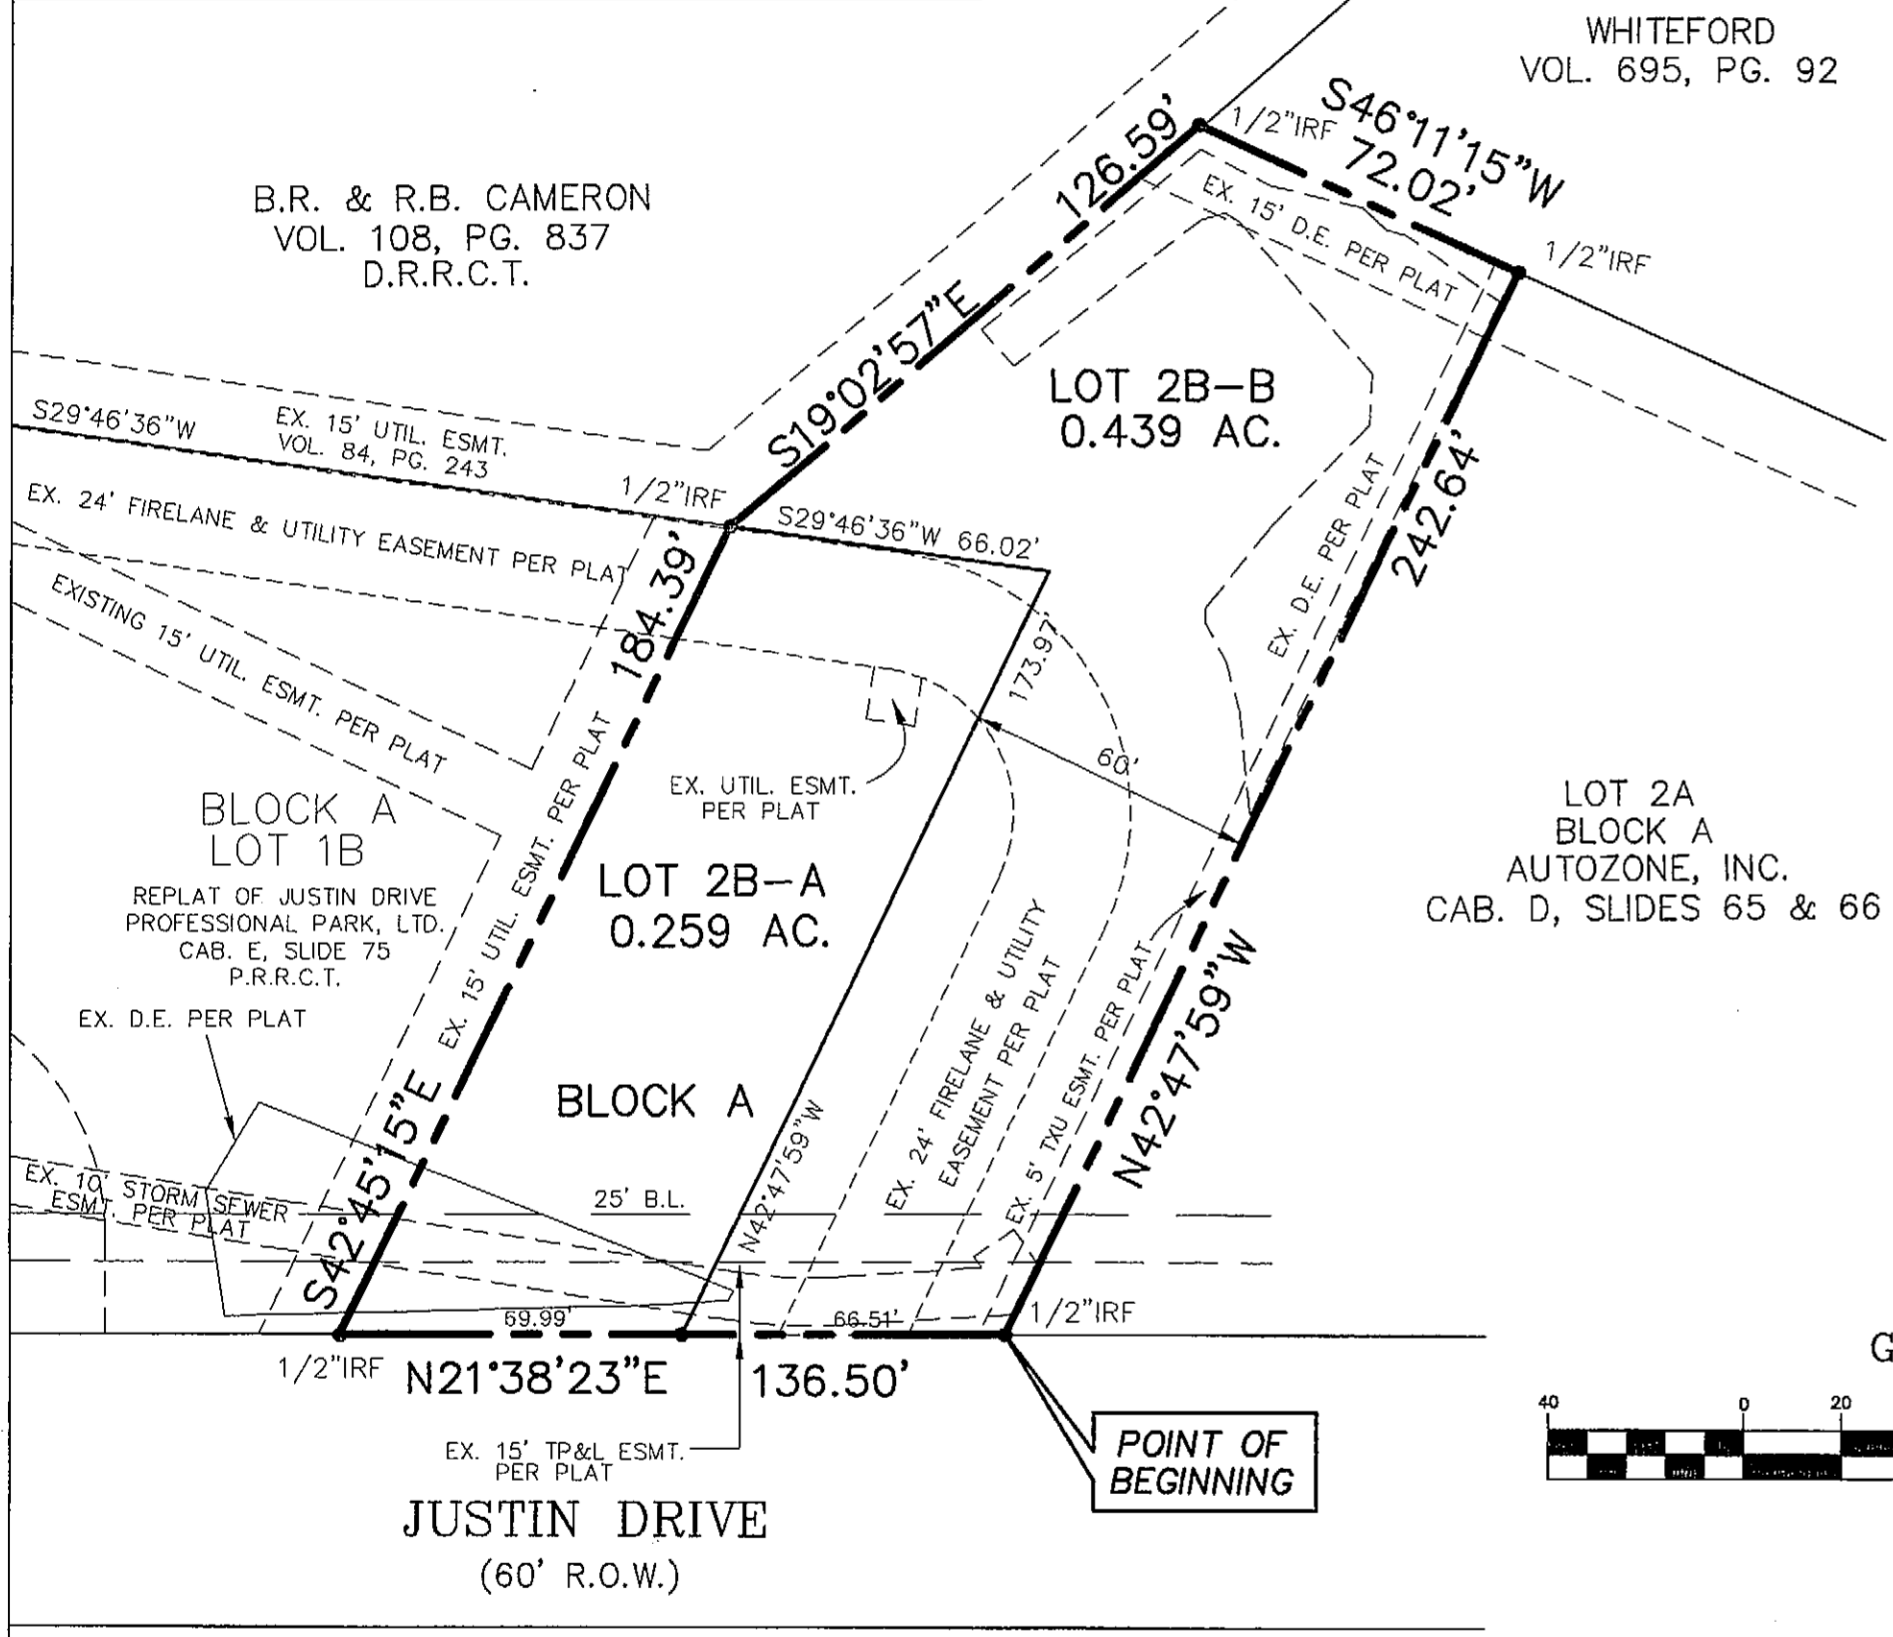 WHITEFORD
VOL. 695, PG. 92
S46°11'15"W
72.02'
1/2"IRF
126.59'
EX. 15' D.E. PER PLAT
1/2"IRF
B.R. & R.B. CAMERON
VOL. 108, PG. 837
D.R.R.C.T.
S19°02'57"E
LOT 2B-B
0.439 AC.
S29°46'36"W
EX. 15' UTIL. ESMT.
VOL. 84, PG. 243
1/2"IRF
EX. 24' FIRELANE & UTILITY EASEMENT PER PLAT
S29°46'36"W 66.02'
184.39'
242.64'
EX. D.E. PER PLAT
EXISTING 15' UTIL. ESMT. PER PLAT
173.97'
60'
EX. UTIL. ESMT.
PER PLAT
BLOCK A
LOT 1B
REPLAT OF JUSTIN DRIVE
PROFESSIONAL PARK, LTD.
CAB. E, SLIDE 75
P.R.R.C.T.
EX. 15' UTIL. ESMT. PER PLAT
LOT 2B-A
0.259 AC.
LOT 2A
BLOCK A
AUTOZONE, INC.
CAB. D, SLIDES 65 & 66
EX. D.E. PER PLAT
BLOCK A
EX. 24' FIRELANE & UTILITY
EASEMENT PER PLAT
EX. 5' TXU ESMT. PER PLAT
N42°47'59"W
N42°47'59"W
S42°45'15"E
EX. 10' STORM SEWER
ESMT. PER PLAT
25' B.L.
69.99'
66.51'
1/2"IRF
1/2"IRF
N21°38'23"E
136.50'
G
40 0 20
POINT OF
BEGINNING
EX. 15' TP&L ESMT.
PER PLAT
JUSTIN DRIVE
(60' R.O.W.)